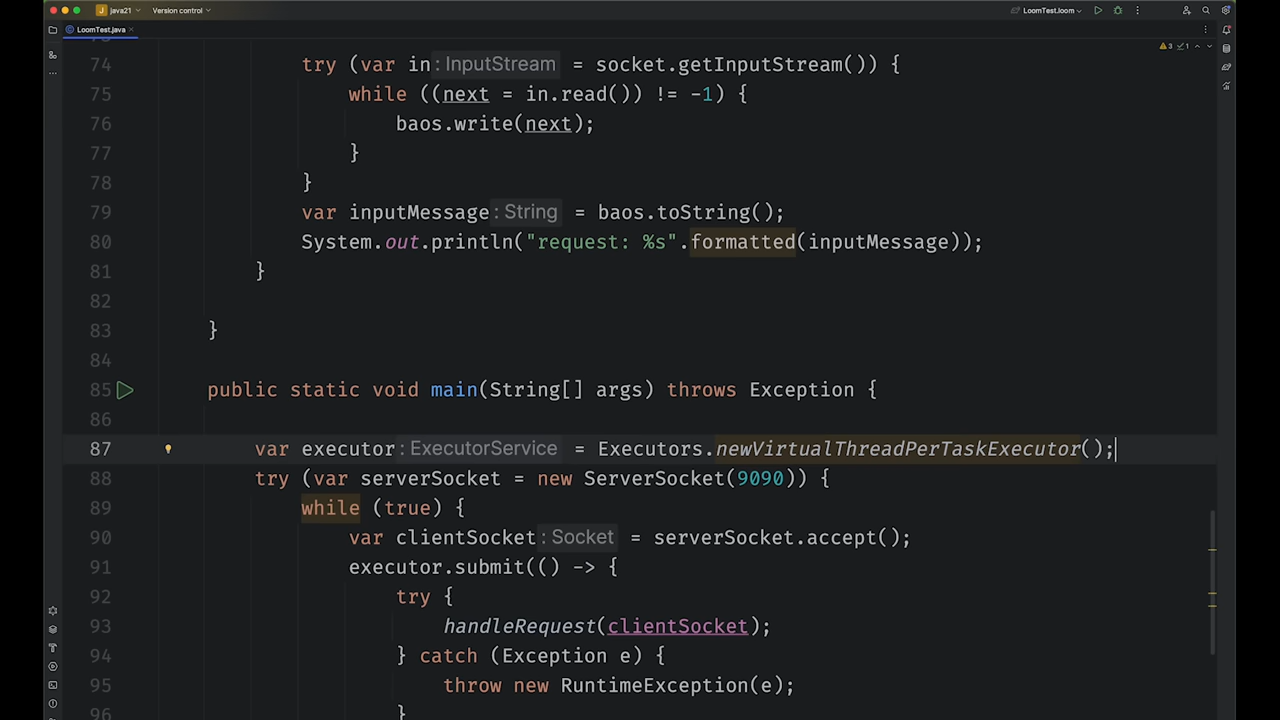 java21 Version control LoomTest.loom
LoomTest.java
3 1
74 try (var in: InputStream = socket.getInputStream()) {
75 while ((next = in.read()) != -1) {
76 baos.write(next);
77 }
78 }
79 var inputMessage: String = baos.toString();
80 System.out.println("request: %s".formatted(inputMessage));
81 }
82
83 }
84
85 public static void main(String[] args) throws Exception {
86
87 var executor: ExecutorService = Executors.newVirtualThreadPerTaskExecutor();
88 try (var serverSocket = new ServerSocket(9090)) {
89 while (true) {
90 var clientSocket: Socket = serverSocket.accept();
91 executor.submit(() -> {
92 try {
93 handleRequest(clientSocket);
94 } catch (Exception e) {
95 throw new RuntimeException(e);
96 }